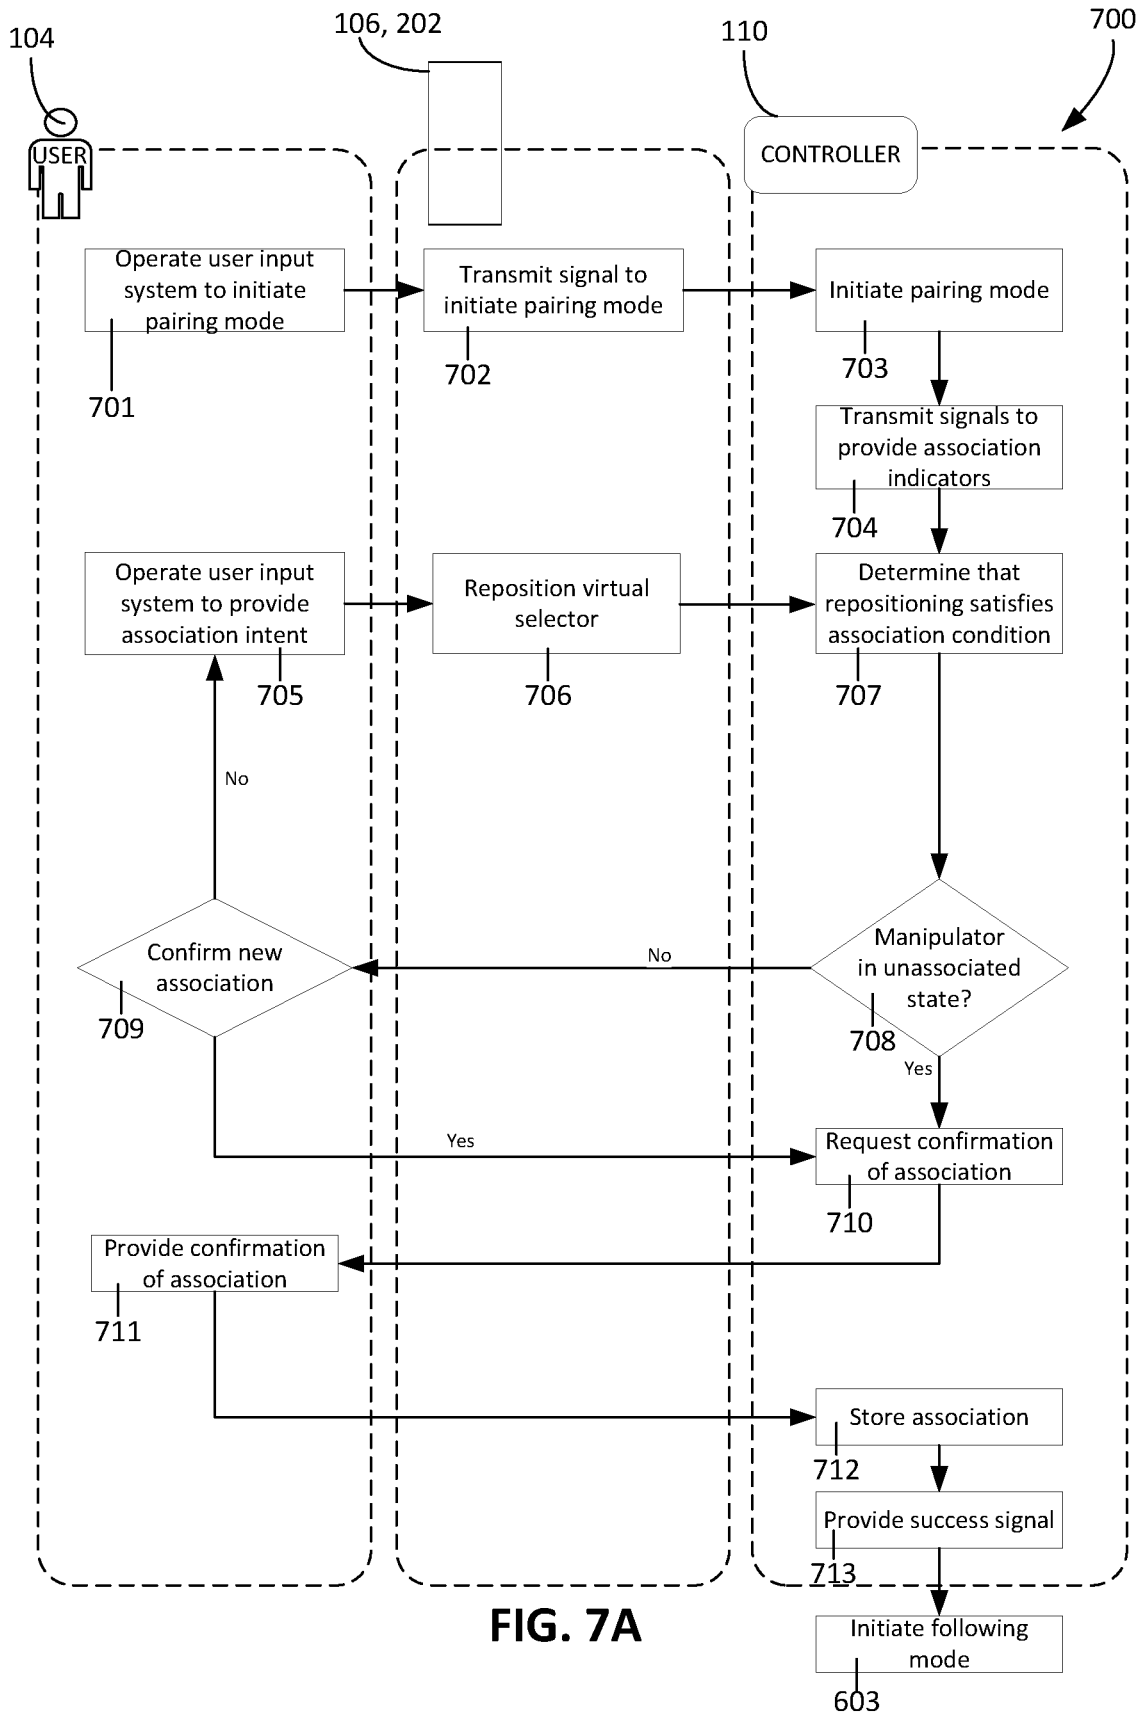 106, 202
700
104
110
USER
CONTROLLER
Operate user input
system to initiate
pairing mode
Transmit signal to
initiate pairing mode
Initiate pairing mode
701
702
703
Transmit signals to
provide association
indicators
704
Operate user input
system to provide
association intent
Reposition virtual
selector
Determine that
repositioning satisfies
association condition
705
706
707
No
Confirm new
association
No
Manipulator
in unassociated
state?
709
708
Yes
Yes
Request confirmation
of association
710
Provide confirmation
of association
711
Store association
712
Provide success signal
713
FIG. 7A
Initiate following
mode
603